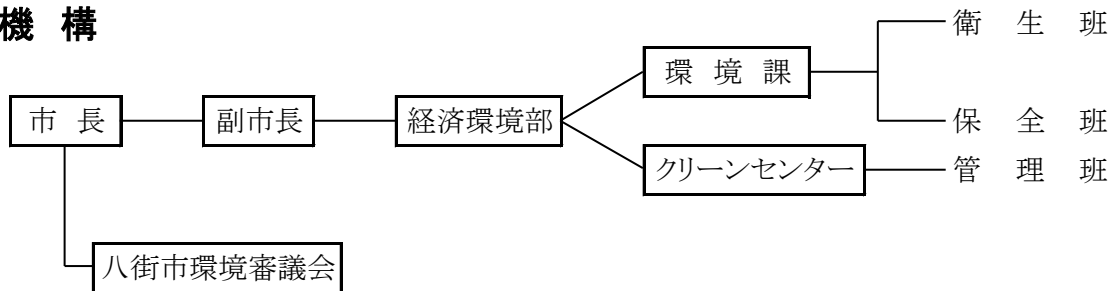 機 構
衛 生 班
環 境 課
市 長
副市長
経済環境部
保 全 班
クリーンセンター
管 理 班
八街市環境審議会